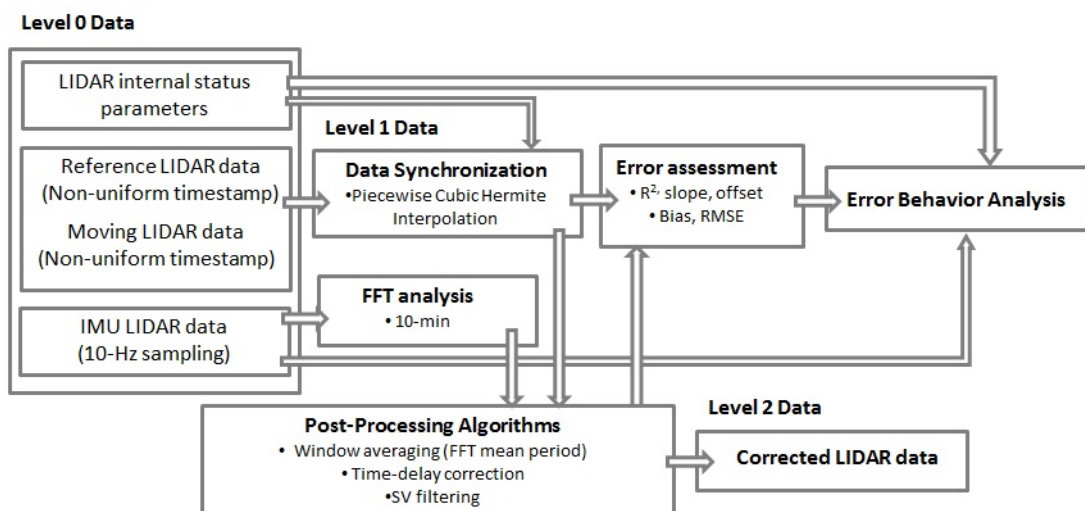 Level 0 Data
LIDAR internal status
parameters
Reference LIDAR data
(Non-uniform timestamp)
Moving LIDAR data
(Non-uniform timestamp)
IMU LIDAR data
(10-Hz sampling)
Level 1 Data
Data Synchronization
•Piecewise Cubic Hermite
Interpolation
FFT analysis
• 10-min
Error assessment
• R², slope, offset
• Bias, RMSE
Error Behavior Analysis
Post-Processing Algorithms
• Window averaging (FFT mean period)
•Time-delay correction
•SV filtering
Level 2 Data
Corrected LIDAR data